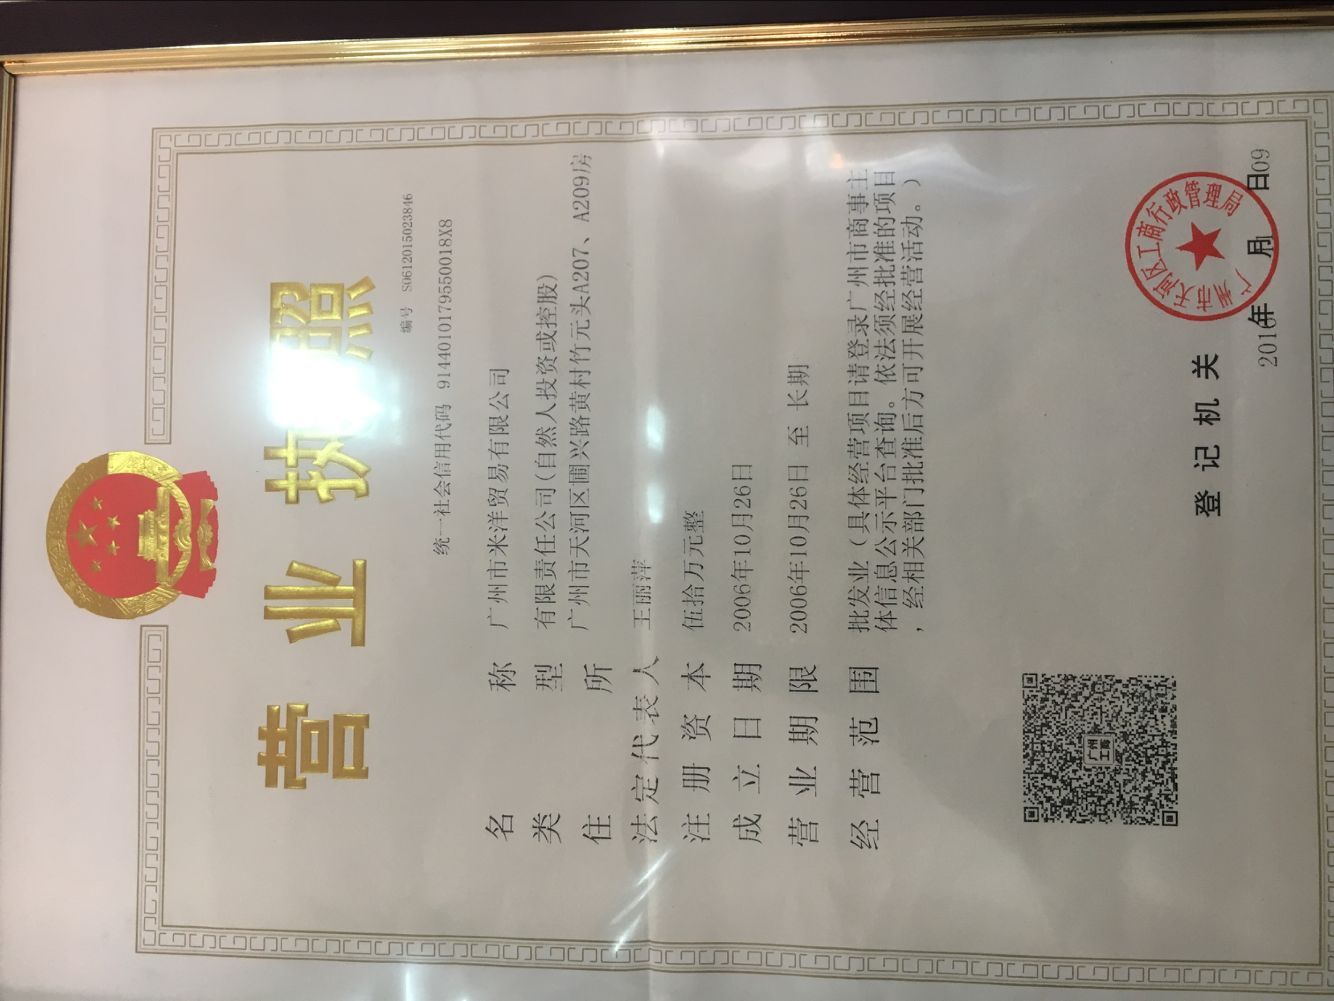 营业执照
编号 S0612015023846
统一社会信用代码 9144010179550018X8
名称 广州市米洋贸易有限公司
类型 有限责任公司(自然人投资或控股)
住所 广州市天河区圃兴路黄村竹元头A207、A209房
法定代表人 王丽萍
注册资本 伍拾万元整
成立日期 2006年10月26日
营业期限 2006年10月26日 至 长期
经营范围 批发业（具体经营项目请登录广州市商事主
体信息公示平台查询。依法须经批准的项目
，经相关部门批准后方可开展经营活动。）
广州工商
登记机关
广州市天河区工商行政管理局
年 月 日09